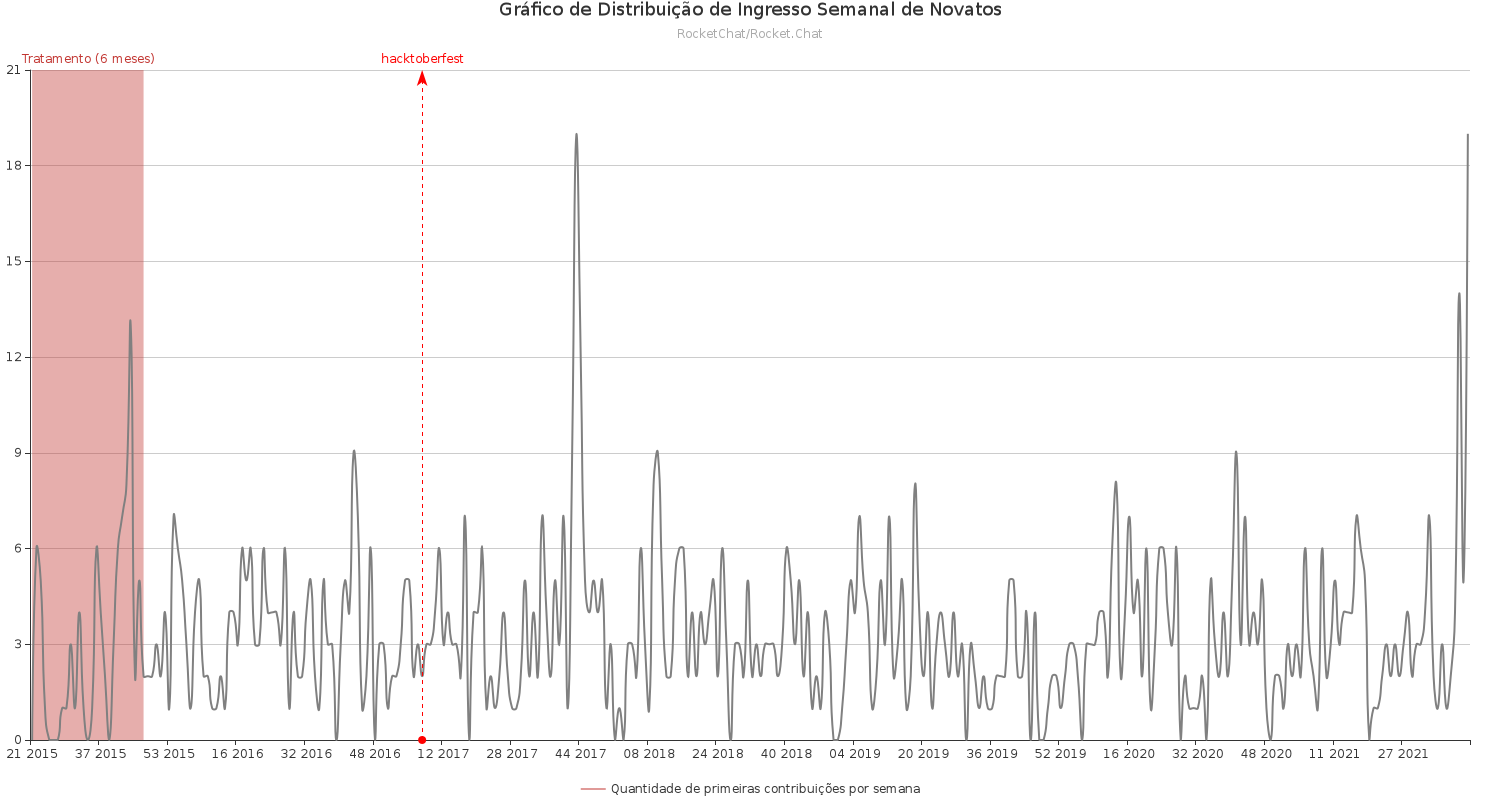 Gráfico de Distribuição de Ingresso Semanal de Novatos
RocketChat/Rocket.Chat
Tratamento (6 meses)
hacktoberfest
21
18
15
12
9
6
3
0
21 2015 37 2015 53 2015 16 2016 32 2016 48 2016 12 2017 28 2017 44 2017 08 2018 24 2018 40 2018 04 2019 20 2019 36 2019 52 2019 16 2020 32 2020 48 2020 11 2021 27 2021
Quantidade de primeiras contribuições por semana